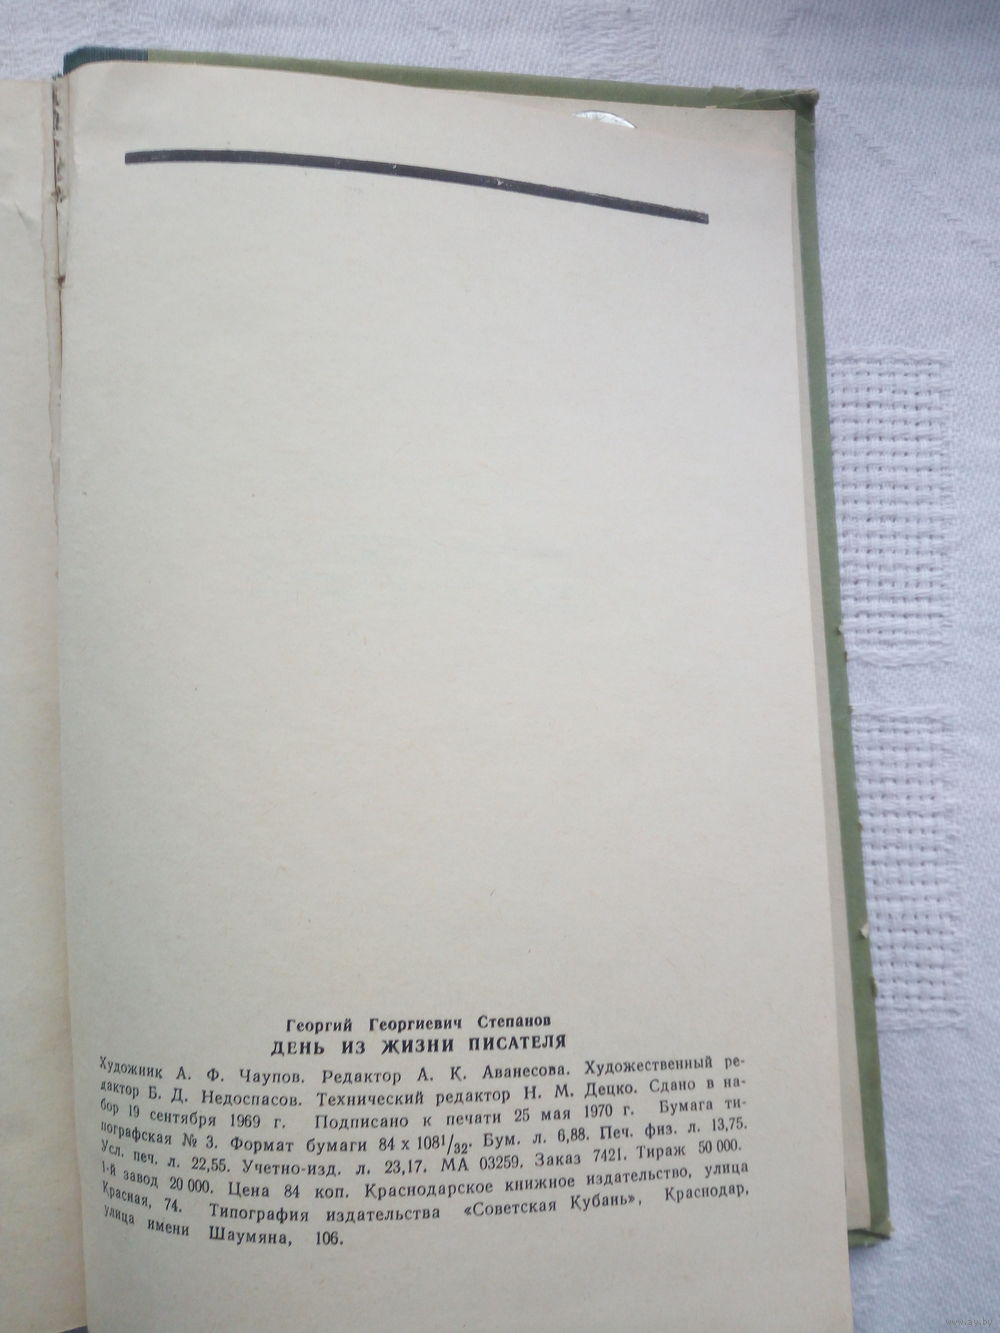 Георгий Георгиевич Степанов
ДЕНЬ ИЗ ЖИЗНИ ПИСАТЕЛЯ
Художник А. Ф. Чаупов. Редактор А. К. Аванесова. Художественный ре-
дактор Б. Д. Недоспасов. Технический редактор Н. М. Децко. Сдано в на-
бор 19 сентября 1969 г. Подписано к печати 25 мая 1970 г. Бумага ти-
пографская № 3. Формат бумаги 84 х 108¹/₃₂. Бум. л. 6,88. Печ. физ. л. 13,75.
Усл. печ. л. 22,55. Учетно-изд. л. 23,17. МА 03259. Заказ 7421. Тираж 50 000.
1-й завод 20 000. Цена 84 коп. Краснодарское книжное издательство, улица
Красная, 74. Типография издательства «Советская Кубань», Краснодар,
улица имени Шаумяна, 106.
www.ay.by